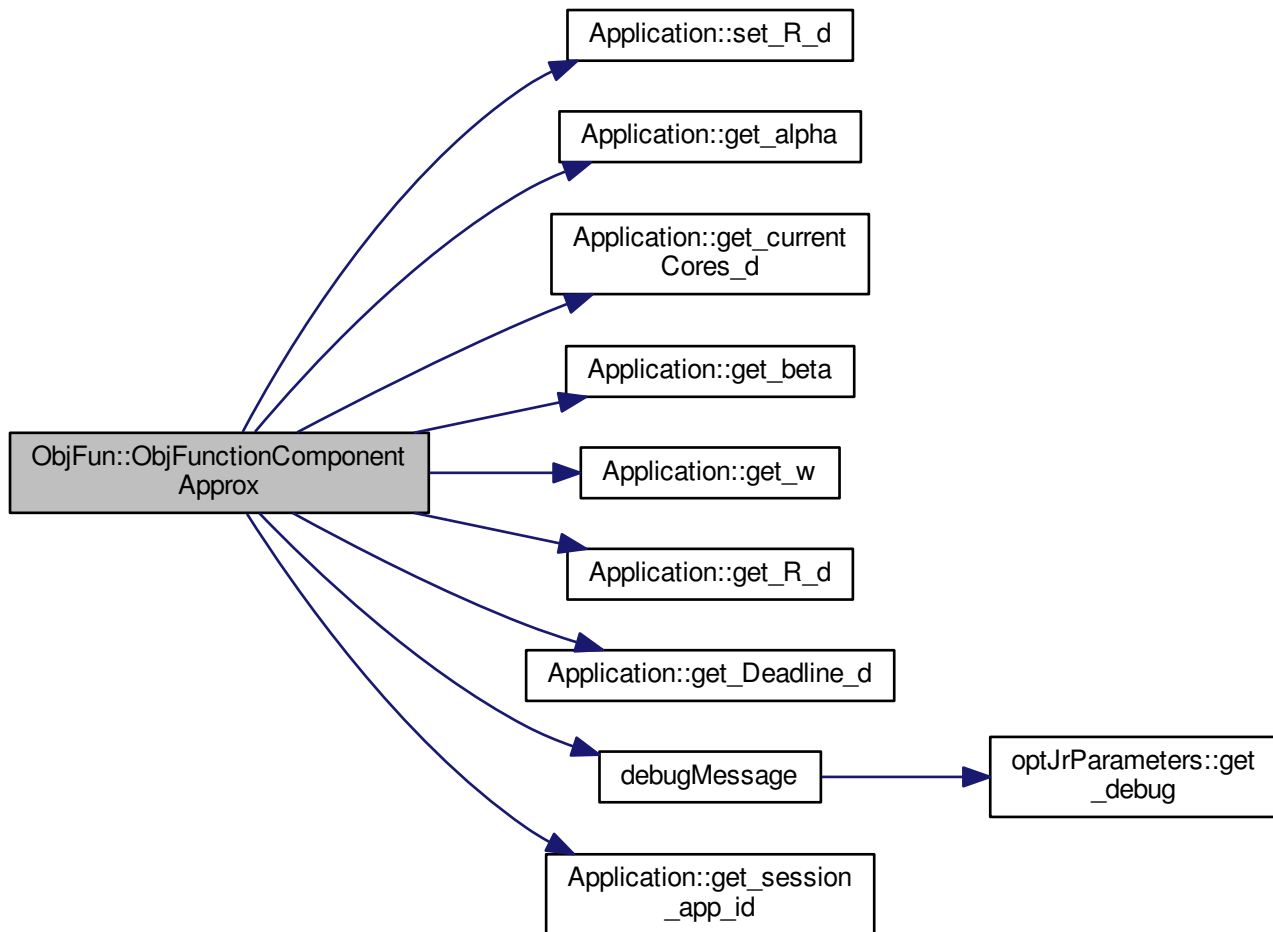 Application::set_R_d
Application::get_alpha
Application::get_current
Cores_d
Application::get_beta
ObjFun::ObjFunctionComponent
Approx
Application::get_w
Application::get_R_d
Application::get_Deadline_d
debugMessage
optJrParameters::get
_debug
Application::get_session
_app_id